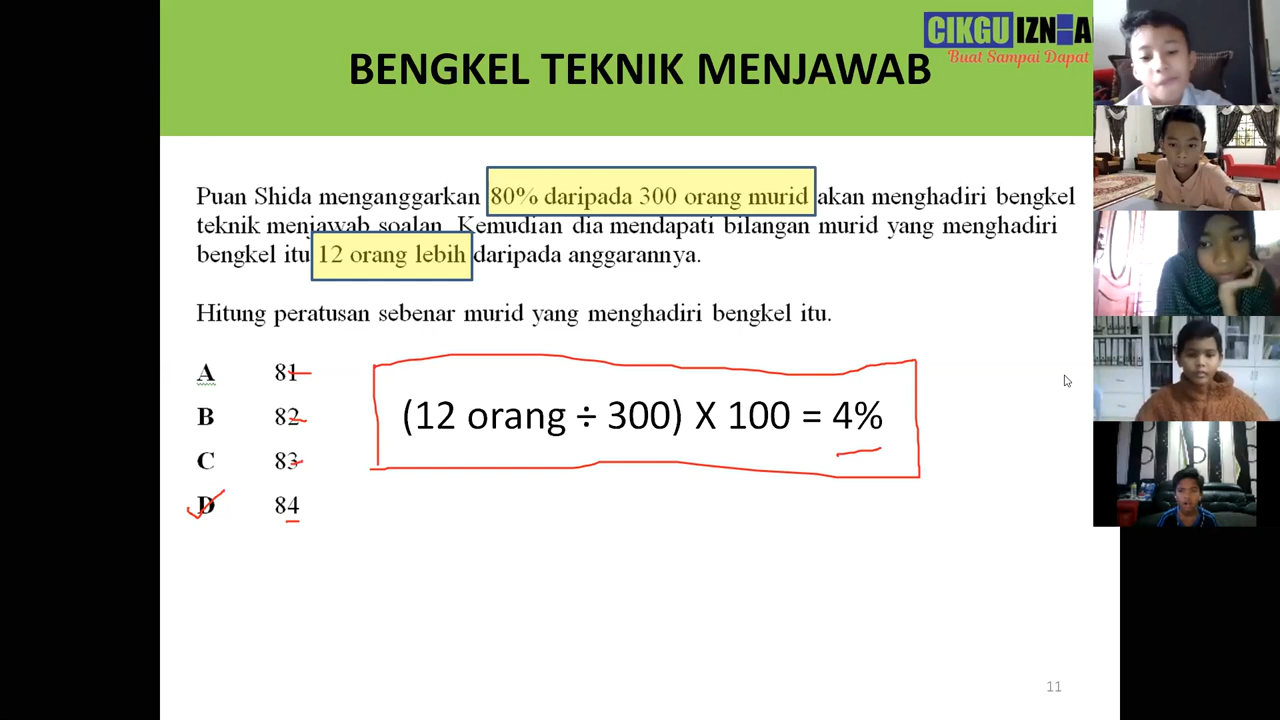 CIKGU IZN A
Buat Sampai Dapat
BENGKEL TEKNIK MENJAWAB
Puan Shida menganggarkan 80% daripada 300 orang murid akan menghadiri bengkel
teknik menjawab soalan. Kemudian dia mendapati bilangan murid yang menghadiri
bengkel itu 12 orang lebih daripada anggarannya.
Hitung peratusan sebenar murid yang menghadiri bengkel itu.
A 81
B 82
C 83
D 84
(12 orang ÷ 300) X 100 = 4%
11